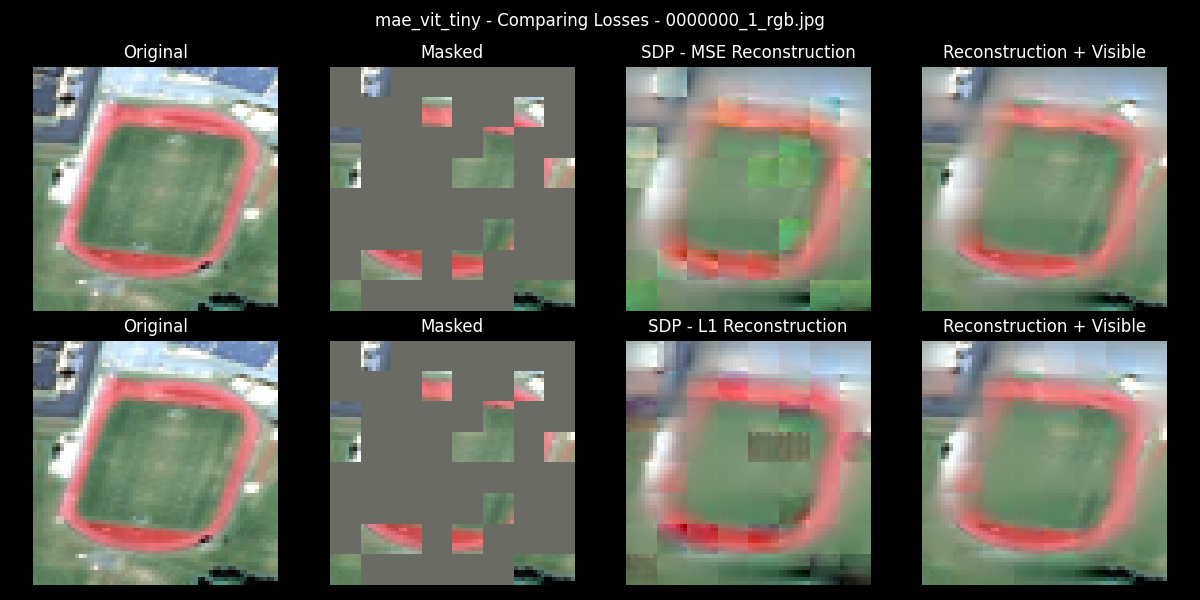 mae_vit_tiny - Comparing Losses - 0000000_1_rgb.jpg
Original
Masked
SDP - MSE Reconstruction
Reconstruction + Visible
Original
Masked
SDP - L1 Reconstruction
Reconstruction + Visible